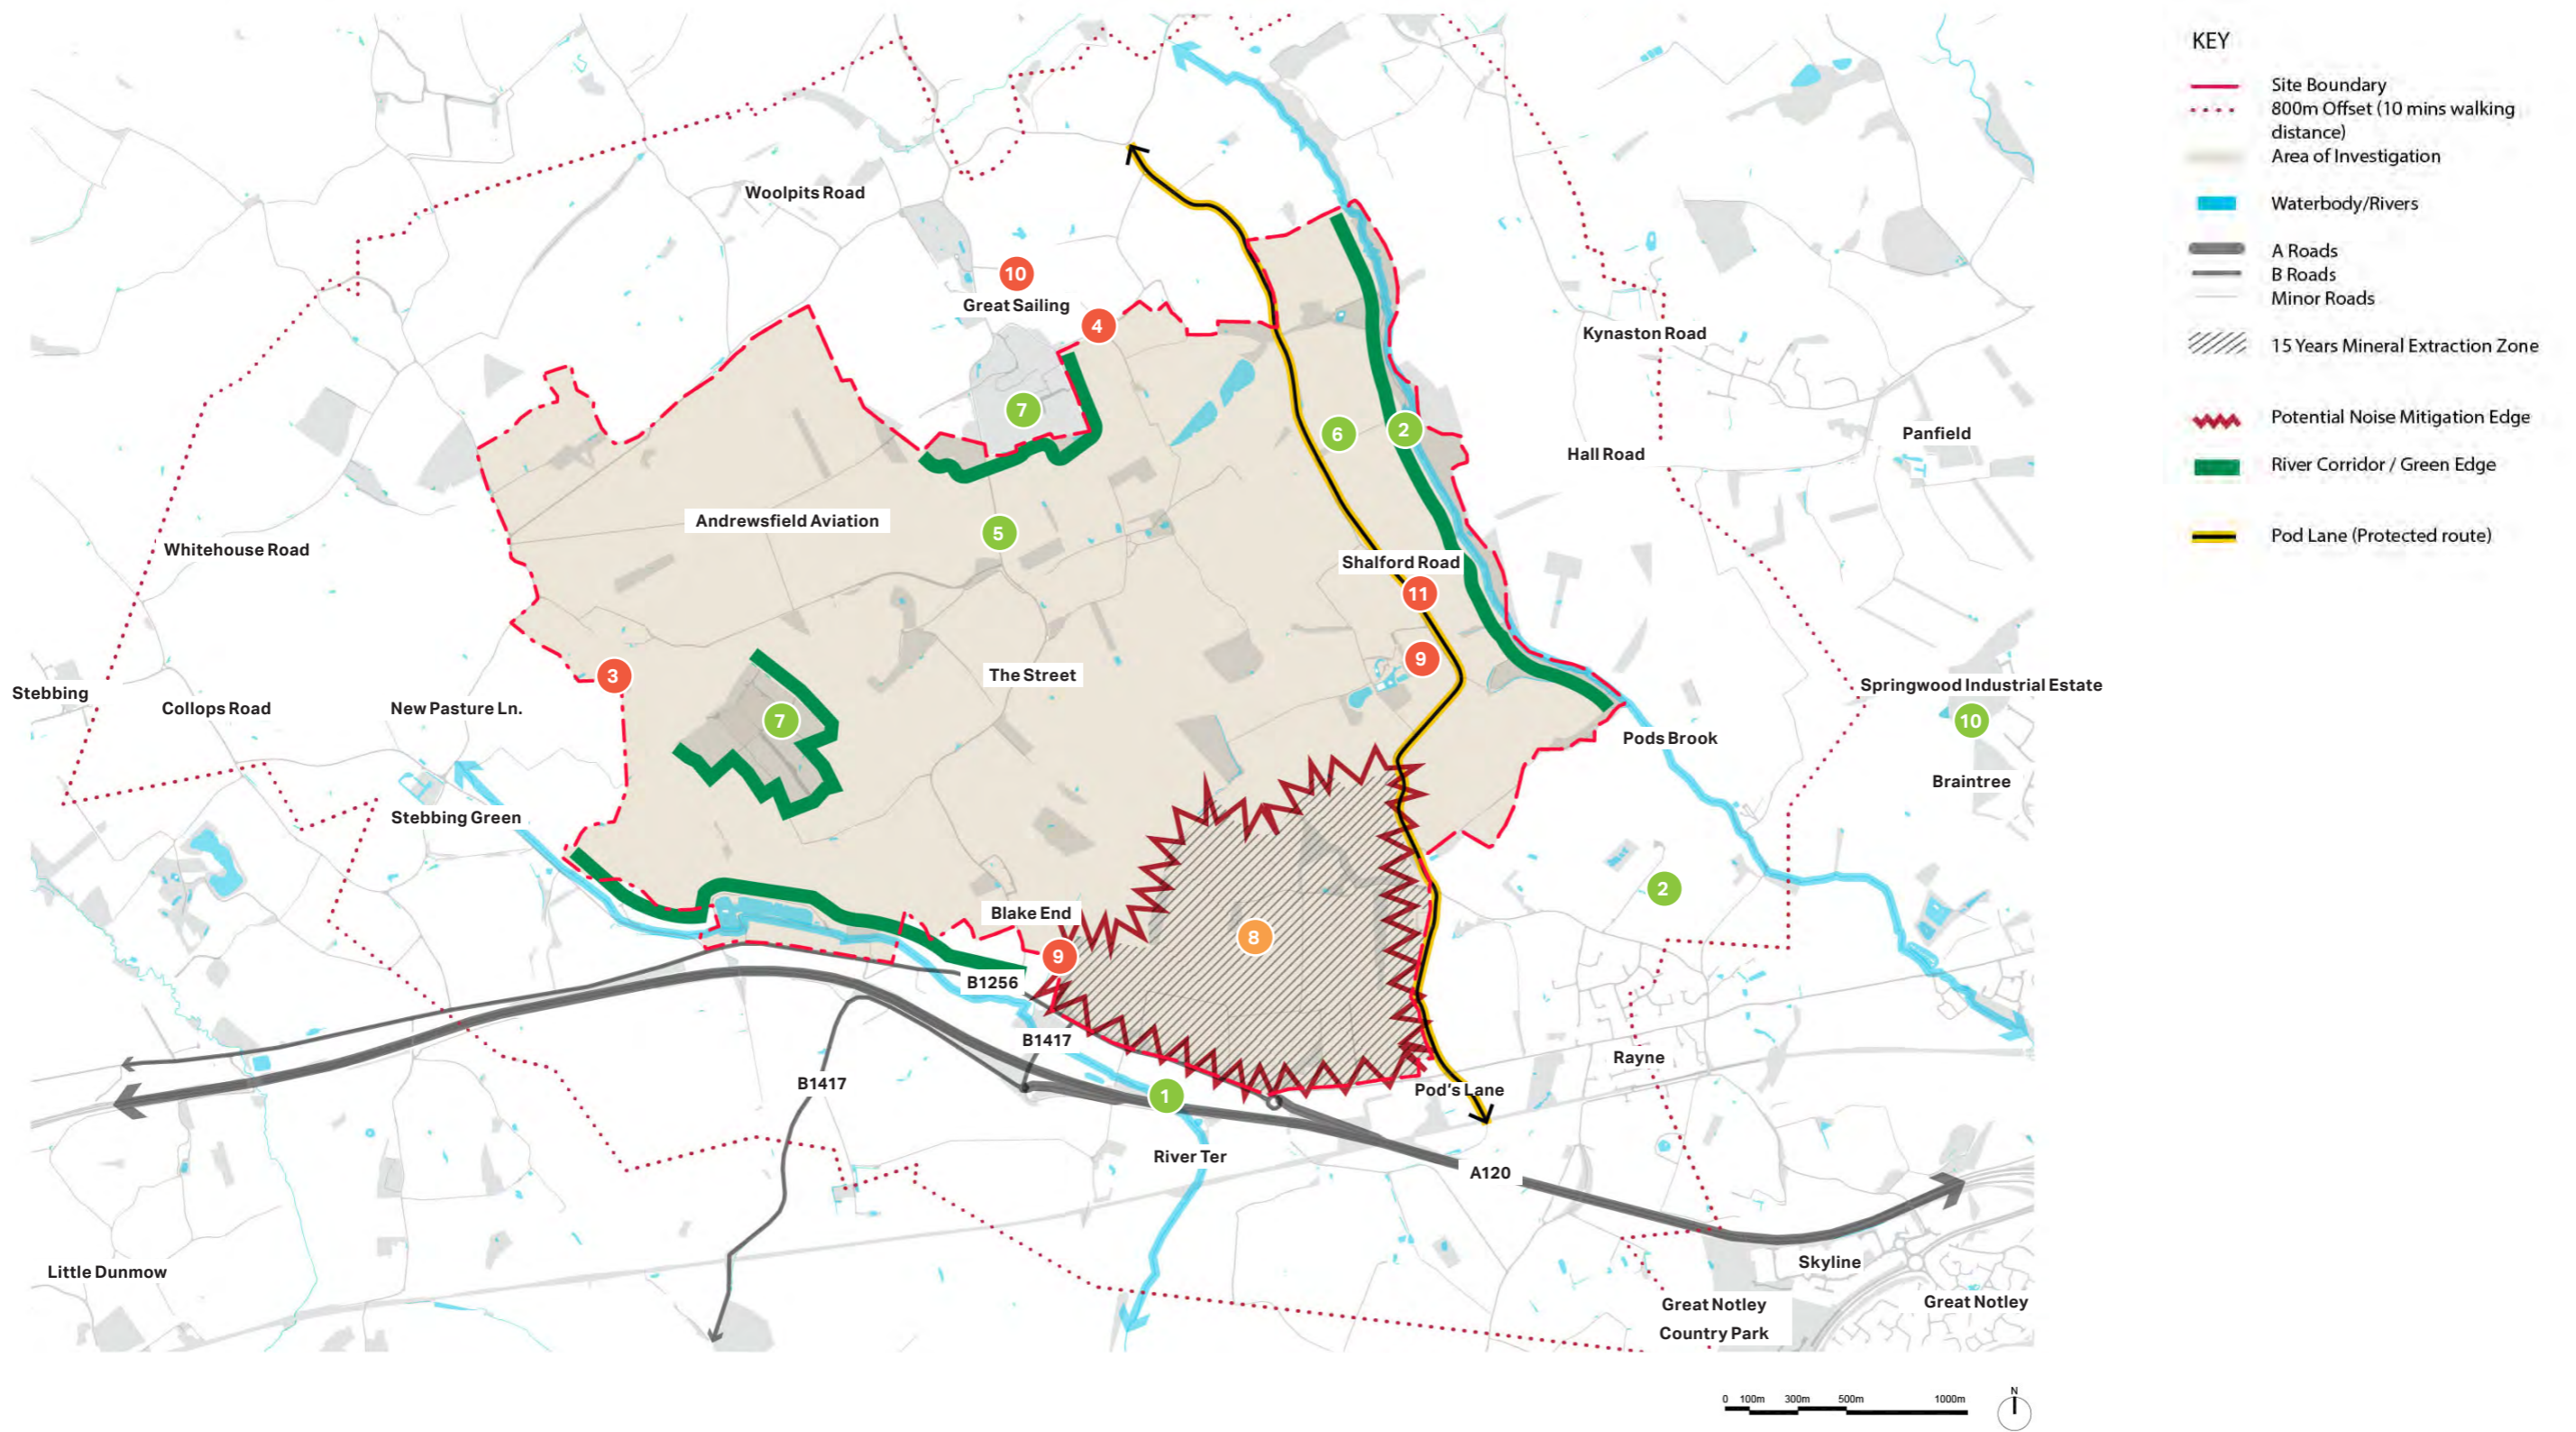 KEY
Site Boundary
800m Offset (10 mins walking
distance)
Area of Investigation
Waterbody/Rivers
A Roads
B Roads
Minor Roads
15 Years Mineral Extraction Zone
Potential Noise Mitigation Edge
River Corridor / Green Edge
Pod Lane (Protected route)
Woolpits Road
10
Great Sailing
4
Kynaston Road
7
6
2
Panfield
Hall Road
Andrewsfield Aviation
5
Whitehouse Road
Shalford Road
11
9
3
The Street
Stebbing
Springwood Industrial Estate
Collops Road
New Pasture Ln.
7
10
Pods Brook
Braintree
Stebbing Green
2
Blake End
8
9
B1256
B1417
Rayne
B1417
1
Pod's Lane
River Ter
A120
Skyline
Little Dunmow
Great Notley
Country Park
Great Notley
0 100m 300m 500m 1000m
N